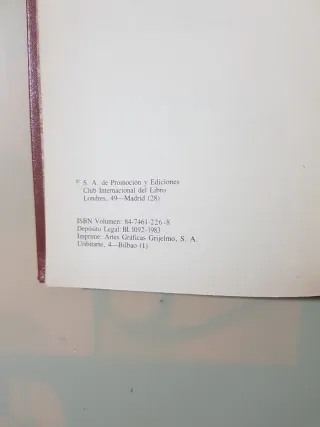 © S. A. de Promoción y Ediciones
Club Internacional del Libro
Londres, 49—Madrid (28)
ISBN Volumen: 84-7461-226-8
Depósito Legal: BI. 1092-1983
Imprime: Artes Gráficas Grijelmo, S. A.
Uribitarte, 4—Bilbao (1)